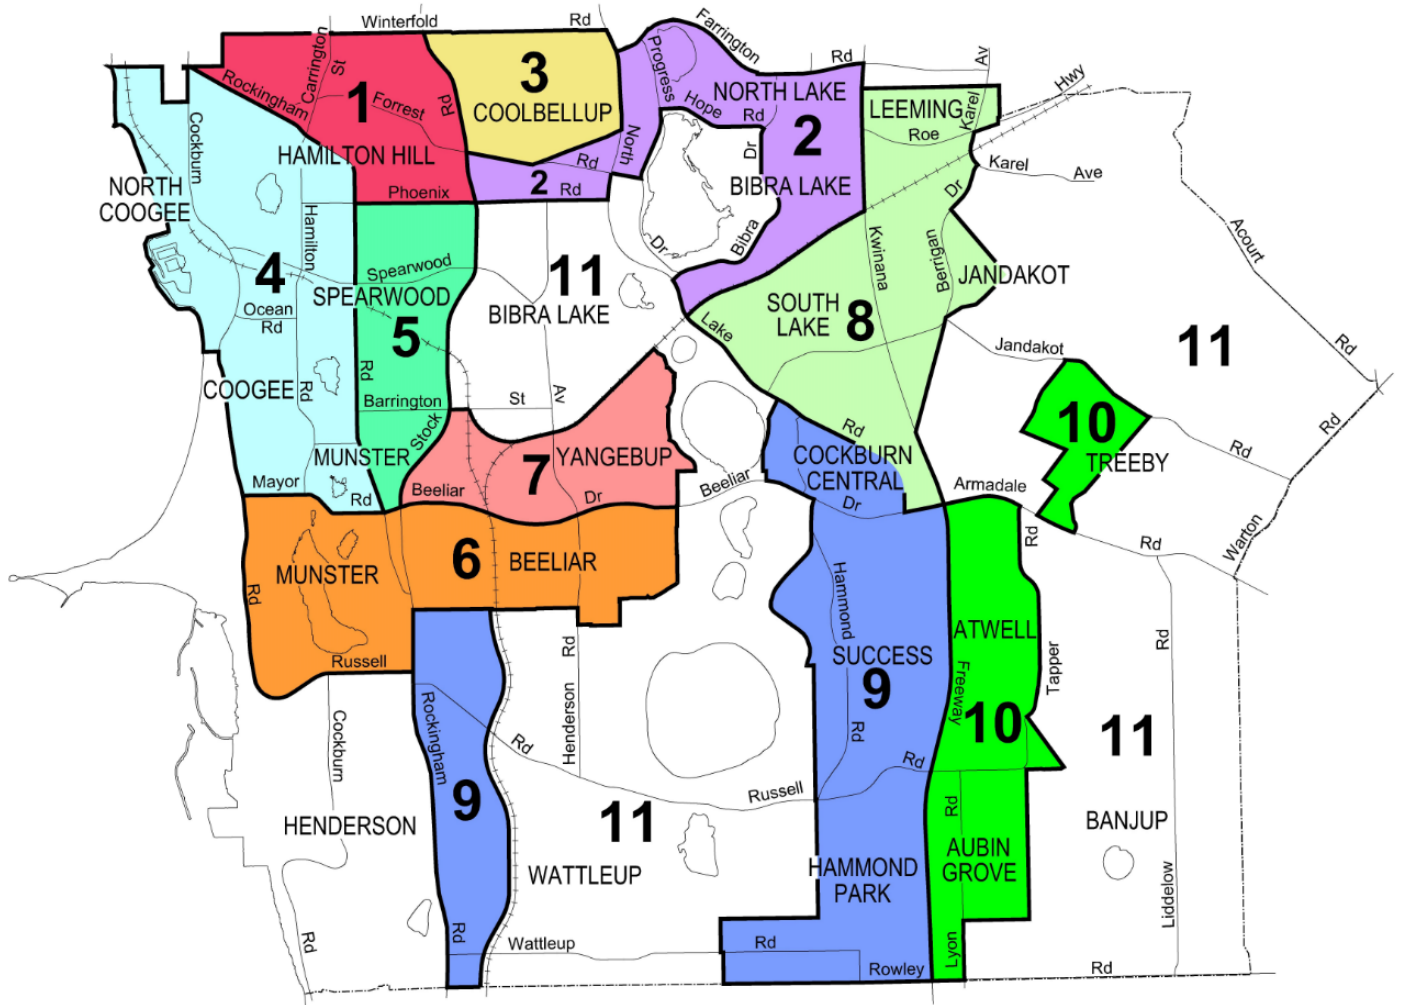 Winterfold
Rd
Farrington
Rd
Av
Hwy
Carrington
St
Rockingham
1
Forrest
Rd
3
COOLBELLUP
Progress
Hope
Rd
NORTH LAKE
2
LEEMING
Karel
Roe
Karel
Ave
Cockburn
HAMILTON HILL
Rd
North
Dr
BIBRA LAKE
Dr
NORTH
COOGEE
Phoenix
2
Rd
Hamilton
4
Spearwood
11
BIBRA LAKE
Dr
Bibra
Kwinana
Berrigan
JANDAKOT
Acourt
Ocean
Rd
SPEARWOOD
5
SOUTH
LAKE
8
Lake
Jandakot
11
Rd
COOGEE
Rd
Rd
Barrington
St
Av
Stock
10
TREEBY
Rd
Rd
MUNSTER
Mayor
Rd
Beeliar
7
YANGEBUP
Dr
Beeliar
Rd
COCKBURN
CENTRAL
Dr
Armadale
Rd
Rd
Warton
6
BEELIAR
MUNSTER
Rd
Russell
Hammond
SUCCESS
9
Rd
Rd
ATWELL
Freeway
10
Tapper
Rd
11
BANJUP
Cockburn
Rockingham
Rd
Henderson
Rd
Russell
9
HENDERSON
11
WATTLEUP
HAMMOND
PARK
Rd
AUBIN
GROVE
Liddelow
Rd
Rd
Wattleup
Rd
Rowley
Lyon
Rd